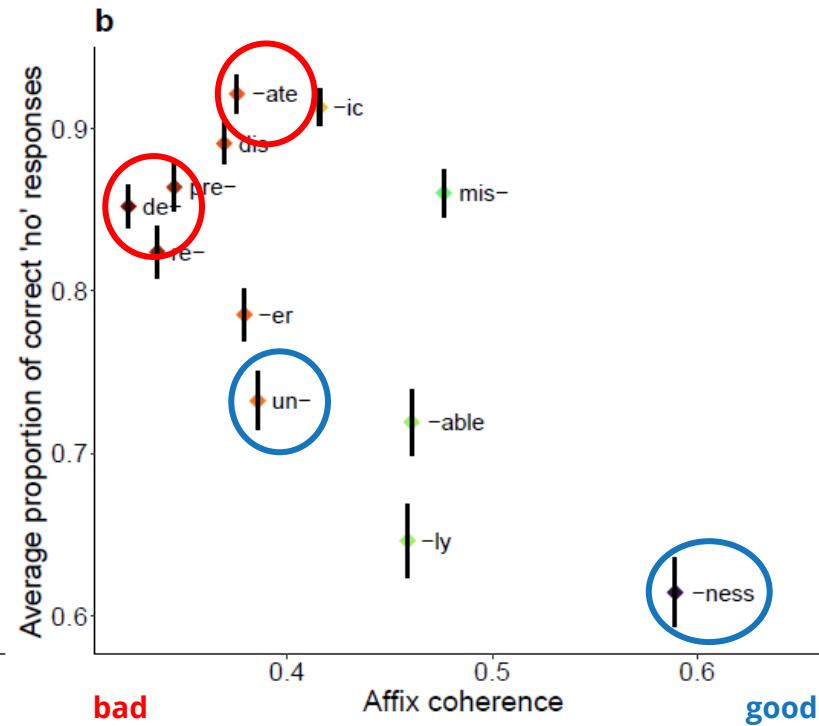 b
Average proportion of correct 'no' responses
0.9
0.8
0.7
0.6
−ate
−ic
dis−
pre−
mis−
de−
re−
−er
un−
−able
−ly
−ness
0.4
0.5
0.6
bad
Affix coherence
good